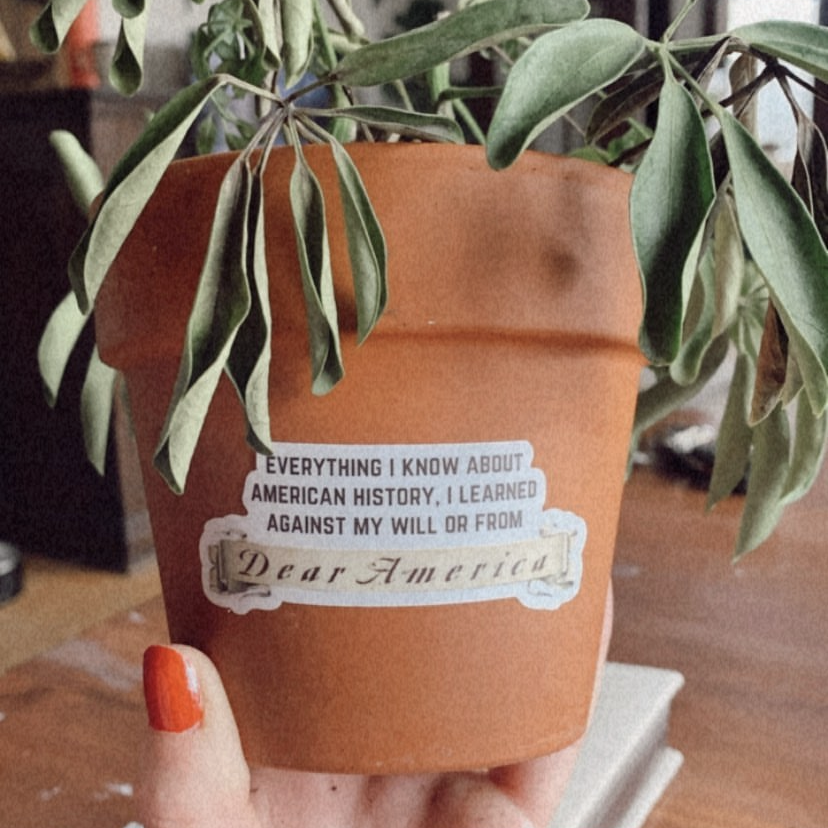 EVERYTHING I KNOW ABOUT
AMERICAN HISTORY, I LEARNED
AGAINST MY WILL OR FROM
Dear America